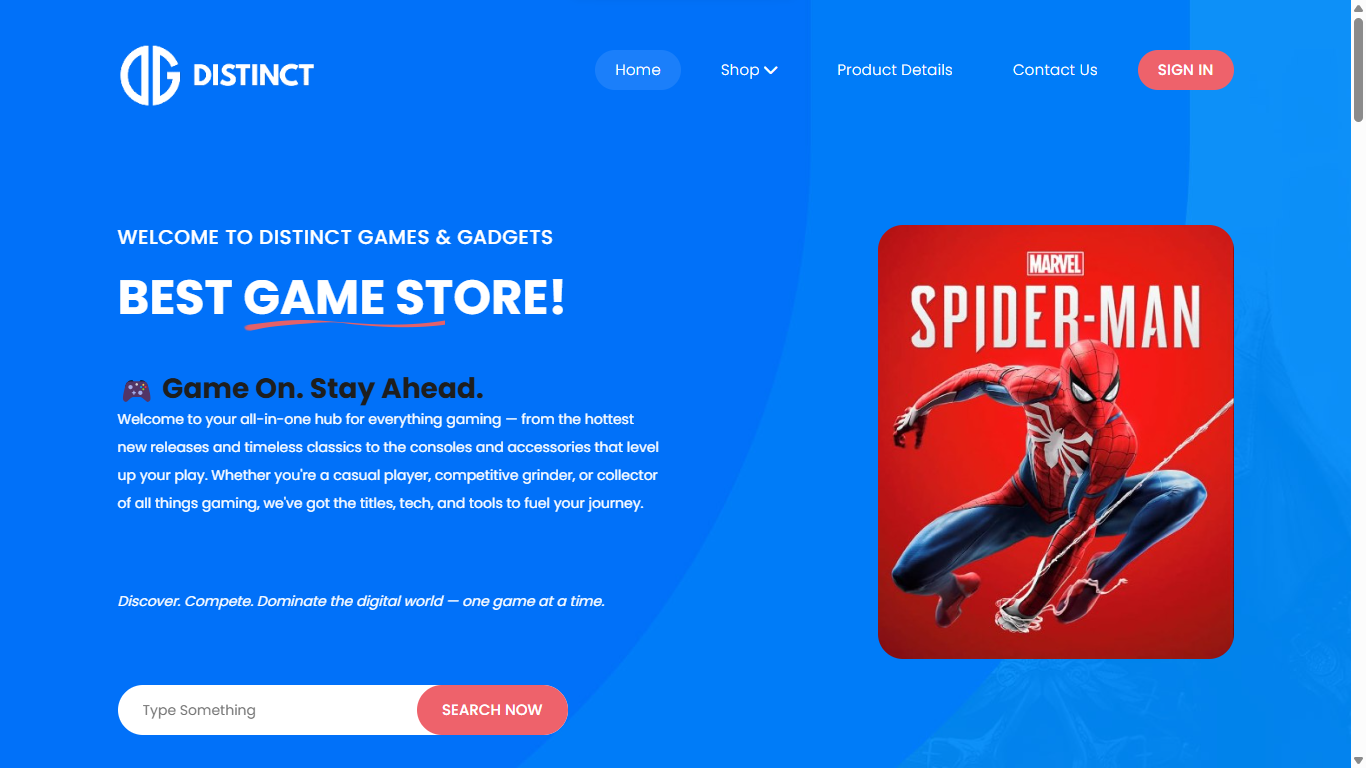 DISTINCT
Home
Shop
Product Details
Contact Us
SIGN IN
WELCOME TO DISTINCT GAMES & GADGETS
BEST GAME STORE!
🎮 Game On. Stay Ahead.
Welcome to your all-in-one hub for everything gaming — from the hottest
new releases and timeless classics to the consoles and accessories that level
up your play. Whether you're a casual player, competitive grinder, or collector
of all things gaming, we've got the titles, tech, and tools to fuel your journey.
Discover. Compete. Dominate the digital world — one game at a time.
Type Something
SEARCH NOW
MARVEL
SPIDER-MAN